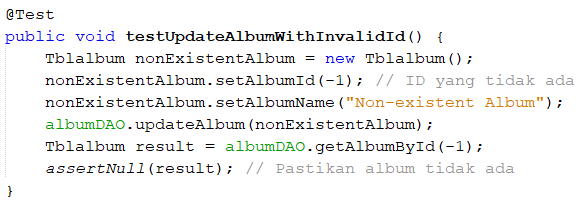 @Test
public void testUpdateAlbumWithInvalidId() {
    Tblalbum nonExistentAlbum = new Tblalbum();
    nonExistentAlbum.setAlbumId(-1); // ID yang tidak ada
    nonExistentAlbum.setAlbumName("Non-existent Album");
    albumDAO.updateAlbum(nonExistentAlbum);
    Tblalbum result = albumDAO.getAlbumById(-1);
    assertNull(result); // Pastikan album tidak ada
}